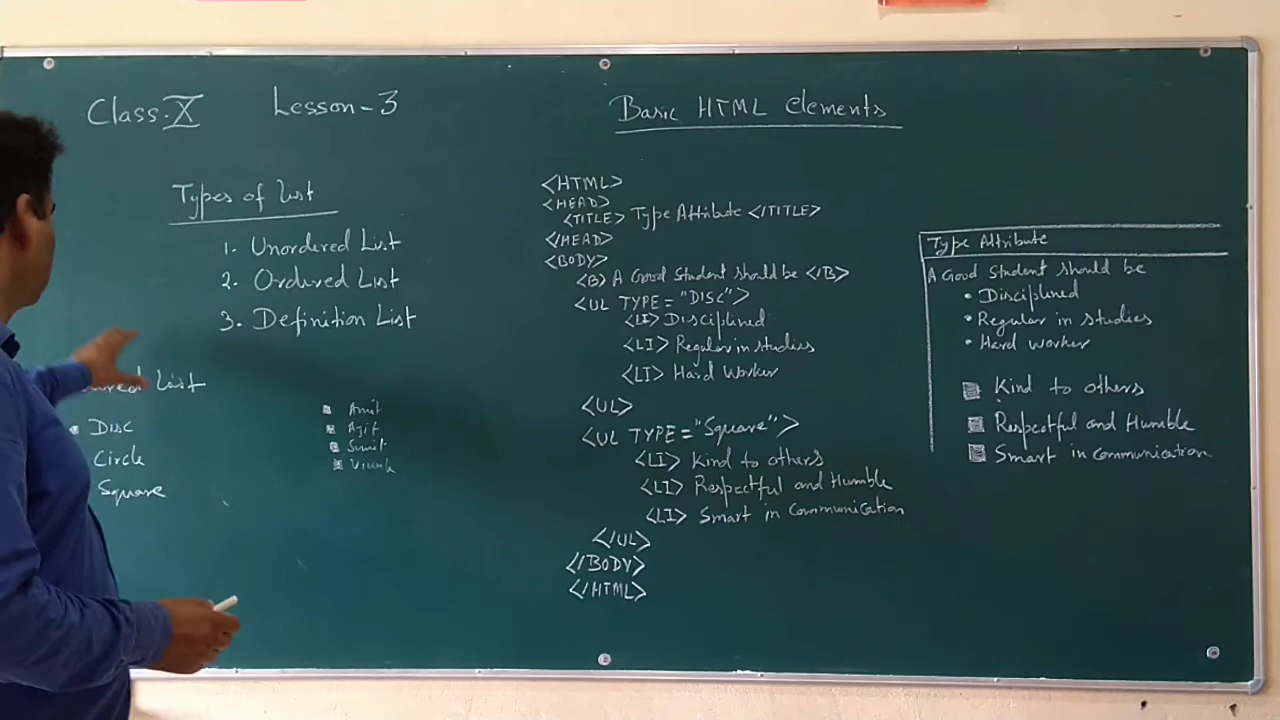 Class-X Lesson-3
Types of List
1. Unordered List
2. Ordered List
3. Definition List
List
Disc
Circle
Square
Amit
Ajit
Sumit
Basic HTML Elements
<HTML>
<HEAD>
<TITLE> Type Attribute </TITLE>
</HEAD>
<BODY>
<B> A Good Student should be </B>
<UL TYPE="DISC">
<LI> Disciplined
<LI> Regular in studies
<LI> Hard Worker
<UL>
<UL TYPE="Square">
<LI> Kind to others
<LI> Respectful and Humble
<LI> Smart in Communication
</UL>
</BODY>
</HTML>
Type Attribute
A Good Student should be
• Disciplined
• Regular in studies
• Hard Worker
■ Kind to others
■ Respectful and Humble
■ Smart in Communication